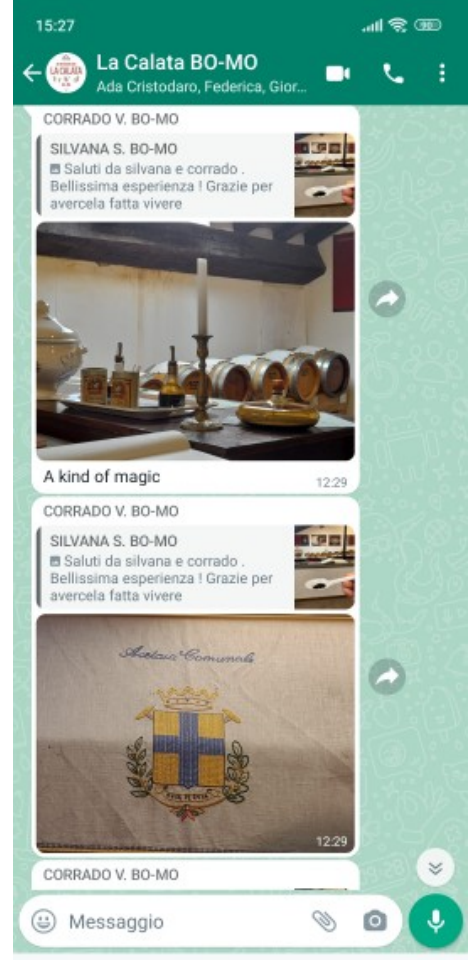 15:27
90
La Calata BO-MO
Ada Cristodaro, Federica, Gior...
CORRADO V. BO-MO
SILVANA S. BO-MO
Saluti da silvana e corrado .
Bellissima esperienza ! Grazie per
avercela fatta vivere
A kind of magic
12:29
CORRADO V. BO-MO
SILVANA S. BO-MO
Saluti da silvana e corrado .
Bellissima esperienza ! Grazie per
avercela fatta vivere
Acetaia Comunale
12:29
CORRADO V. BO-MO
Messaggio